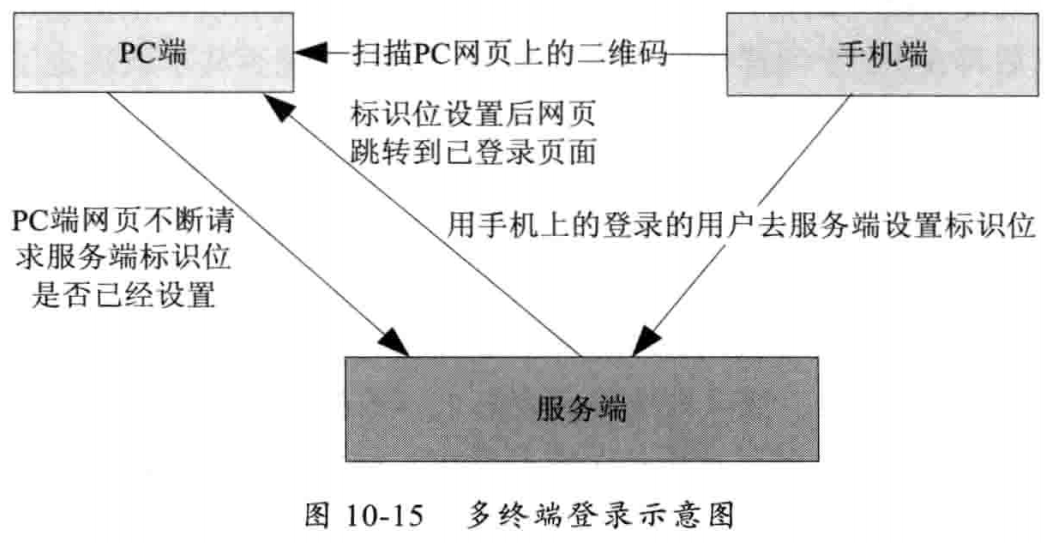 PC端
扫描PC网页上的二维码
手机端
标识位设置后网页
跳转到已登录页面
PC端网页不断请
求服务端标识位
是否已经设置
用手机上的登录的用户去服务端设置标识位
服务端
图 10-15 多终端登录示意图